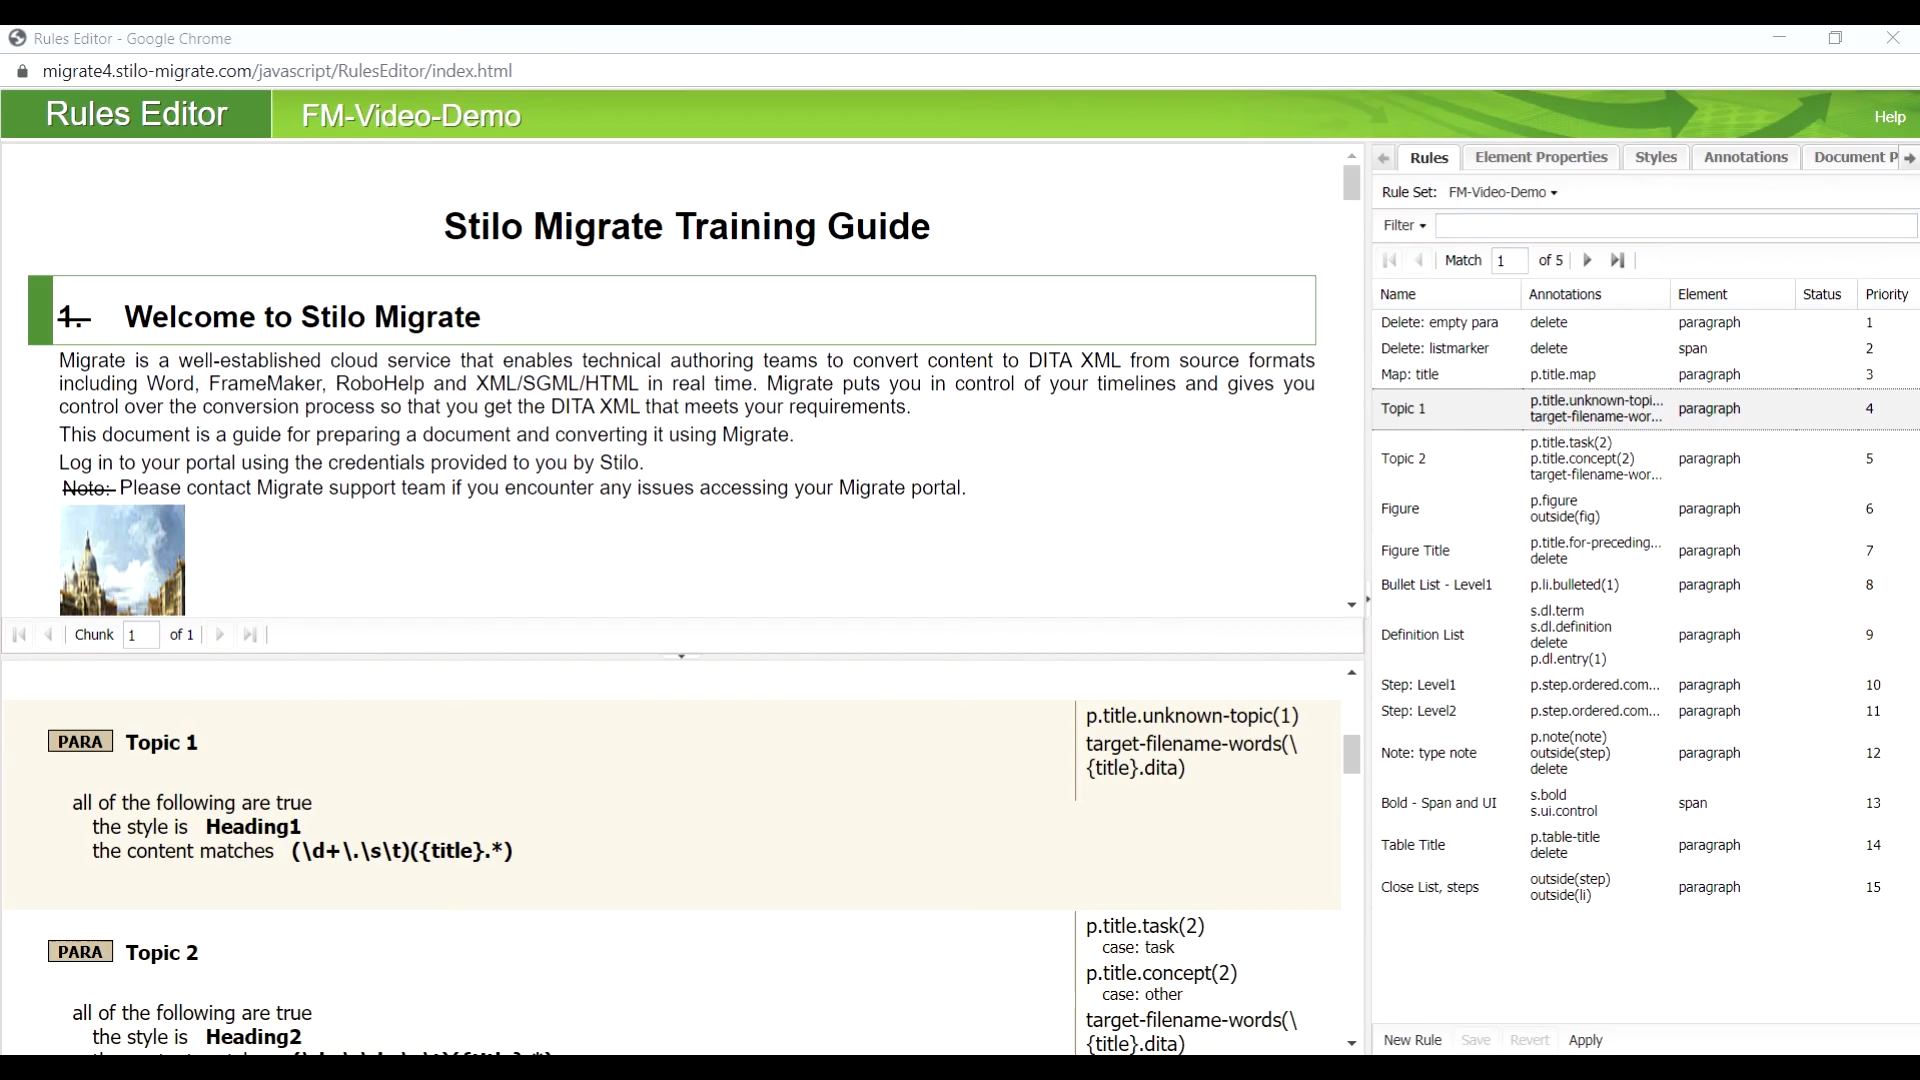 Rules Editor - Google Chrome
migrate4.stilo-migrate.com/javascript/RulesEditor/index.html
Rules Editor
FM-Video-Demo
Help
Stilo Migrate Training Guide
1. Welcome to Stilo Migrate
Migrate is a well-established cloud service that enables technical authoring teams to convert content to DITA XML from source formats
including Word, FrameMaker, RoboHelp and XML/SGML/HTML in real time. Migrate puts you in control of your timelines and gives you
control over the conversion process so that you get the DITA XML that meets your requirements.
This document is a guide for preparing a document and converting it using Migrate.
Log in to your portal using the credentials provided to you by Stilo.
Note: Please contact Migrate support team if you encounter any issues accessing your Migrate portal.
Chunk 1 of 1
PARA Topic 1
all of the following are true
the style is Heading1
the content matches (\d+\.\s\t)({title}.*)
p.title.unknown-topic(1)
target-filename-words(\
{title}.dita)
PARA Topic 2
all of the following are true
the style is Heading2
p.title.task(2)
case: task
p.title.concept(2)
case: other
target-filename-words(\
{title}.dita)
Rules Element Properties Styles Annotations Document P
Rule Set: FM-Video-Demo
Filter
Match 1 of 5
Name Annotations Element Status Priority
Delete: empty para delete paragraph 1
Delete: listmarker delete span 2
Map: title p.title.map paragraph 3
Topic 1 p.title.unknown-topi... paragraph 4
target-filename-wor...
p.title.task(2)
Topic 2 p.title.concept(2) paragraph 5
target-filename-wor...
Figure p.figure paragraph 6
outside(fig)
Figure Title p.title.for-preceding... paragraph 7
delete
Bullet List - Level1 p.li.bulleted(1) paragraph 8
s.dl.term
Definition List s.dl.definition paragraph 9
delete
p.dl.entry(1)
Step: Level1 p.step.ordered.com... paragraph 10
Step: Level2 p.step.ordered.com... paragraph 11
p.note(note)
Note: type note outside(step) paragraph 12
delete
Bold - Span and UI s.bold span 13
s.ui.control
Table Title p.table-title paragraph 14
delete
Close List, steps outside(step) paragraph 15
outside(li)
New Rule Save Revert Apply